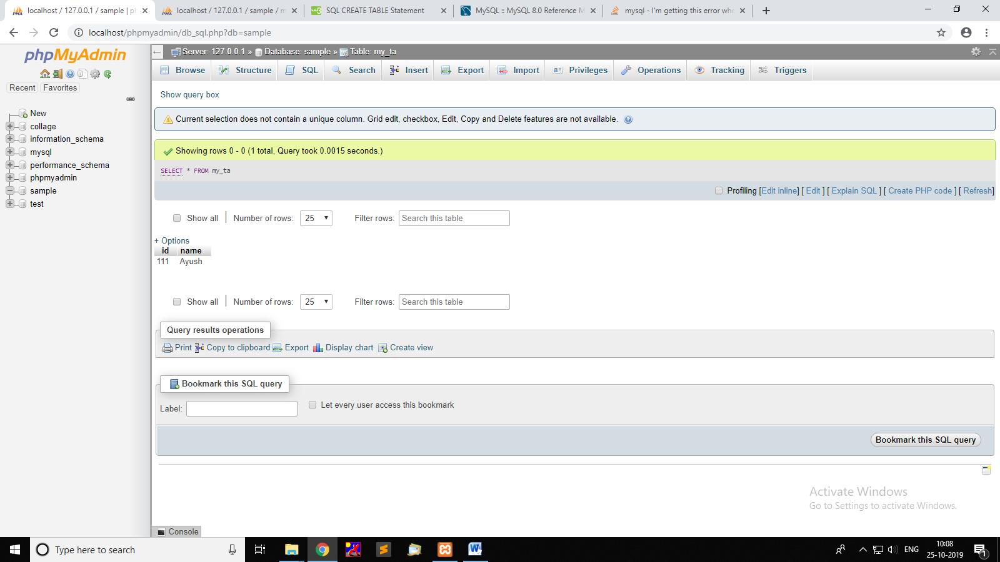 localhost / 127.0.0.1 / sample | p
localhost / 127.0.0.1 / sample / m
SQL CREATE TABLE Statement
MySQL :: MySQL 8.0 Reference M
mysql - I'm getting this error whe
localhost/phpmyadmin/db_sql.php?db=sample
phpMyAdmin
Recent Favorites
New
collage
information_schema
mysql
performance_schema
phpmyadmin
sample
test
Server: 127.0.0.1 » Database: sample » Table: my_ta
Browse Structure SQL Search Insert Export Import Privileges Operations Tracking Triggers
Show query box
Current selection does not contain a unique column. Grid edit, checkbox, Edit, Copy and Delete features are not available.
Showing rows 0 - 0 (1 total, Query took 0.0015 seconds.)
SELECT * FROM my_ta
Profiling [Edit inline] [ Edit ] [ Explain SQL ] [ Create PHP code ] [ Refresh]
Show all | Number of rows: 25 Filter rows: Search this table
+ Options
id name
111 Ayush
Show all | Number of rows: 25 Filter rows: Search this table
Query results operations
Print Copy to clipboard Export Display chart Create view
Bookmark this SQL query
Label: Let every user access this bookmark
Bookmark this SQL query
Activate Windows
Go to Settings to activate Windows.
Console
Type here to search
ENG
10:08
25-10-2019
1